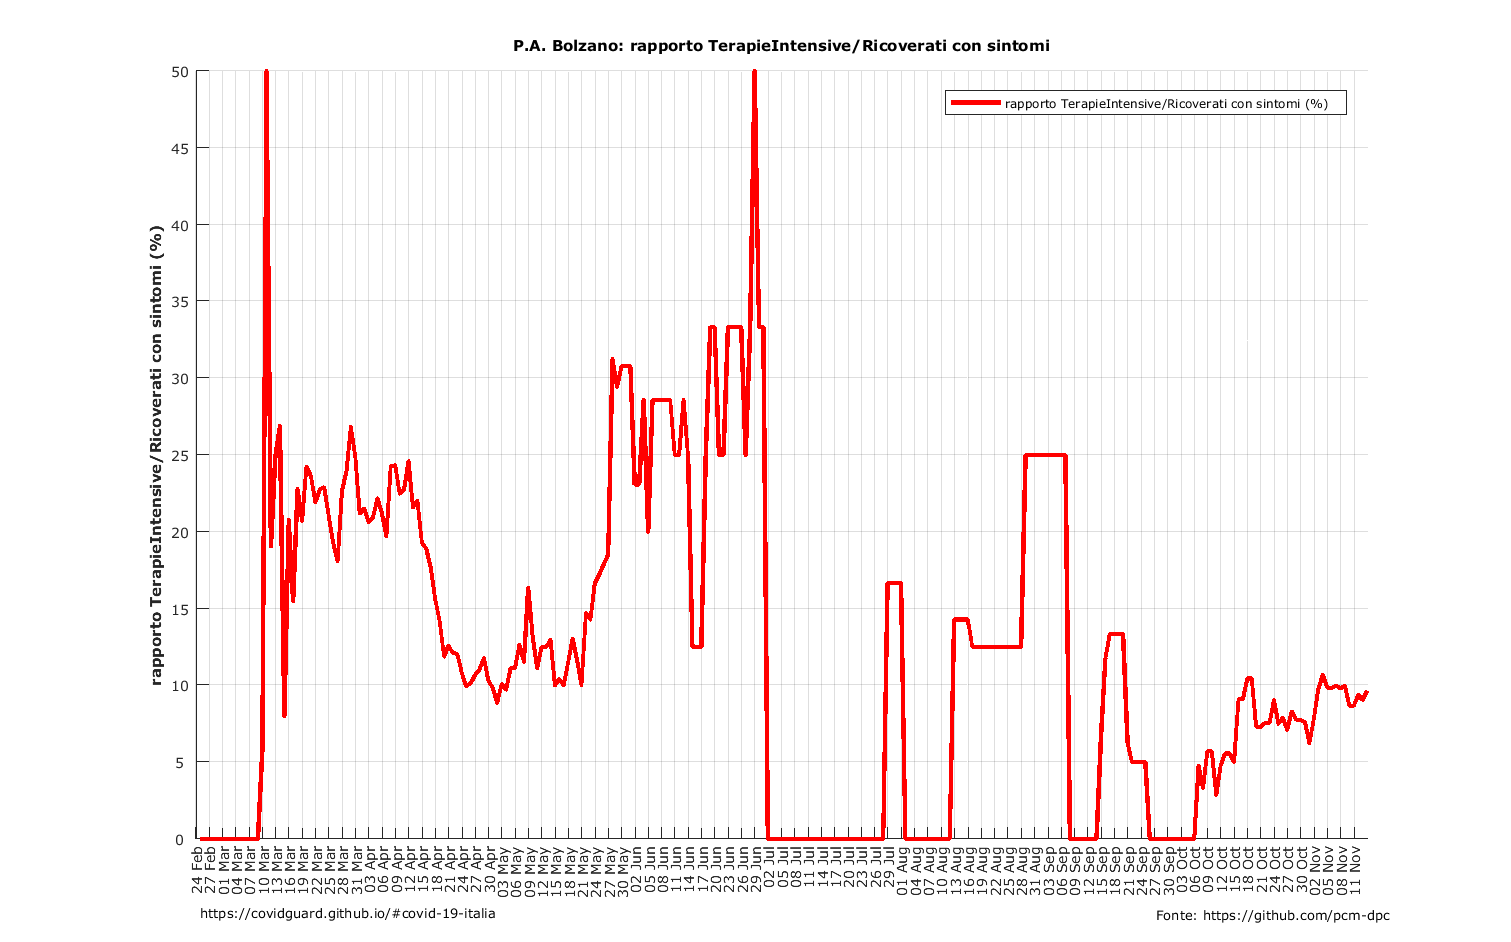 P.A. Bolzano: rapporto TerapieIntensive/Ricoverati con sintomi
rapporto TerapieIntensive/Ricoverati con sintomi (%)
rapporto TerapieIntensive/Ricoverati con sintomi (%)
50
45
40
35
30
25
20
15
10
5
0
24 Feb
27 Feb
01 Mar
04 Mar
07 Mar
10 Mar
13 Mar
16 Mar
19 Mar
22 Mar
25 Mar
28 Mar
31 Mar
03 Apr
06 Apr
09 Apr
12 Apr
15 Apr
18 Apr
21 Apr
24 Apr
27 Apr
30 Apr
03 May
06 May
09 May
12 May
15 May
18 May
21 May
24 May
27 May
30 May
02 Jun
05 Jun
08 Jun
11 Jun
14 Jun
17 Jun
20 Jun
23 Jun
26 Jun
29 Jun
02 Jul
05 Jul
08 Jul
11 Jul
14 Jul
17 Jul
20 Jul
23 Jul
26 Jul
29 Jul
01 Aug
04 Aug
07 Aug
10 Aug
13 Aug
16 Aug
19 Aug
22 Aug
25 Aug
28 Aug
31 Aug
03 Sep
06 Sep
09 Sep
12 Sep
15 Sep
18 Sep
21 Sep
24 Sep
27 Sep
30 Sep
03 Oct
06 Oct
09 Oct
12 Oct
15 Oct
18 Oct
21 Oct
24 Oct
27 Oct
30 Oct
02 Nov
05 Nov
08 Nov
11 Nov
https://covidguard.github.io/#covid-19-italia
Fonte: https://github.com/pcm-dpc